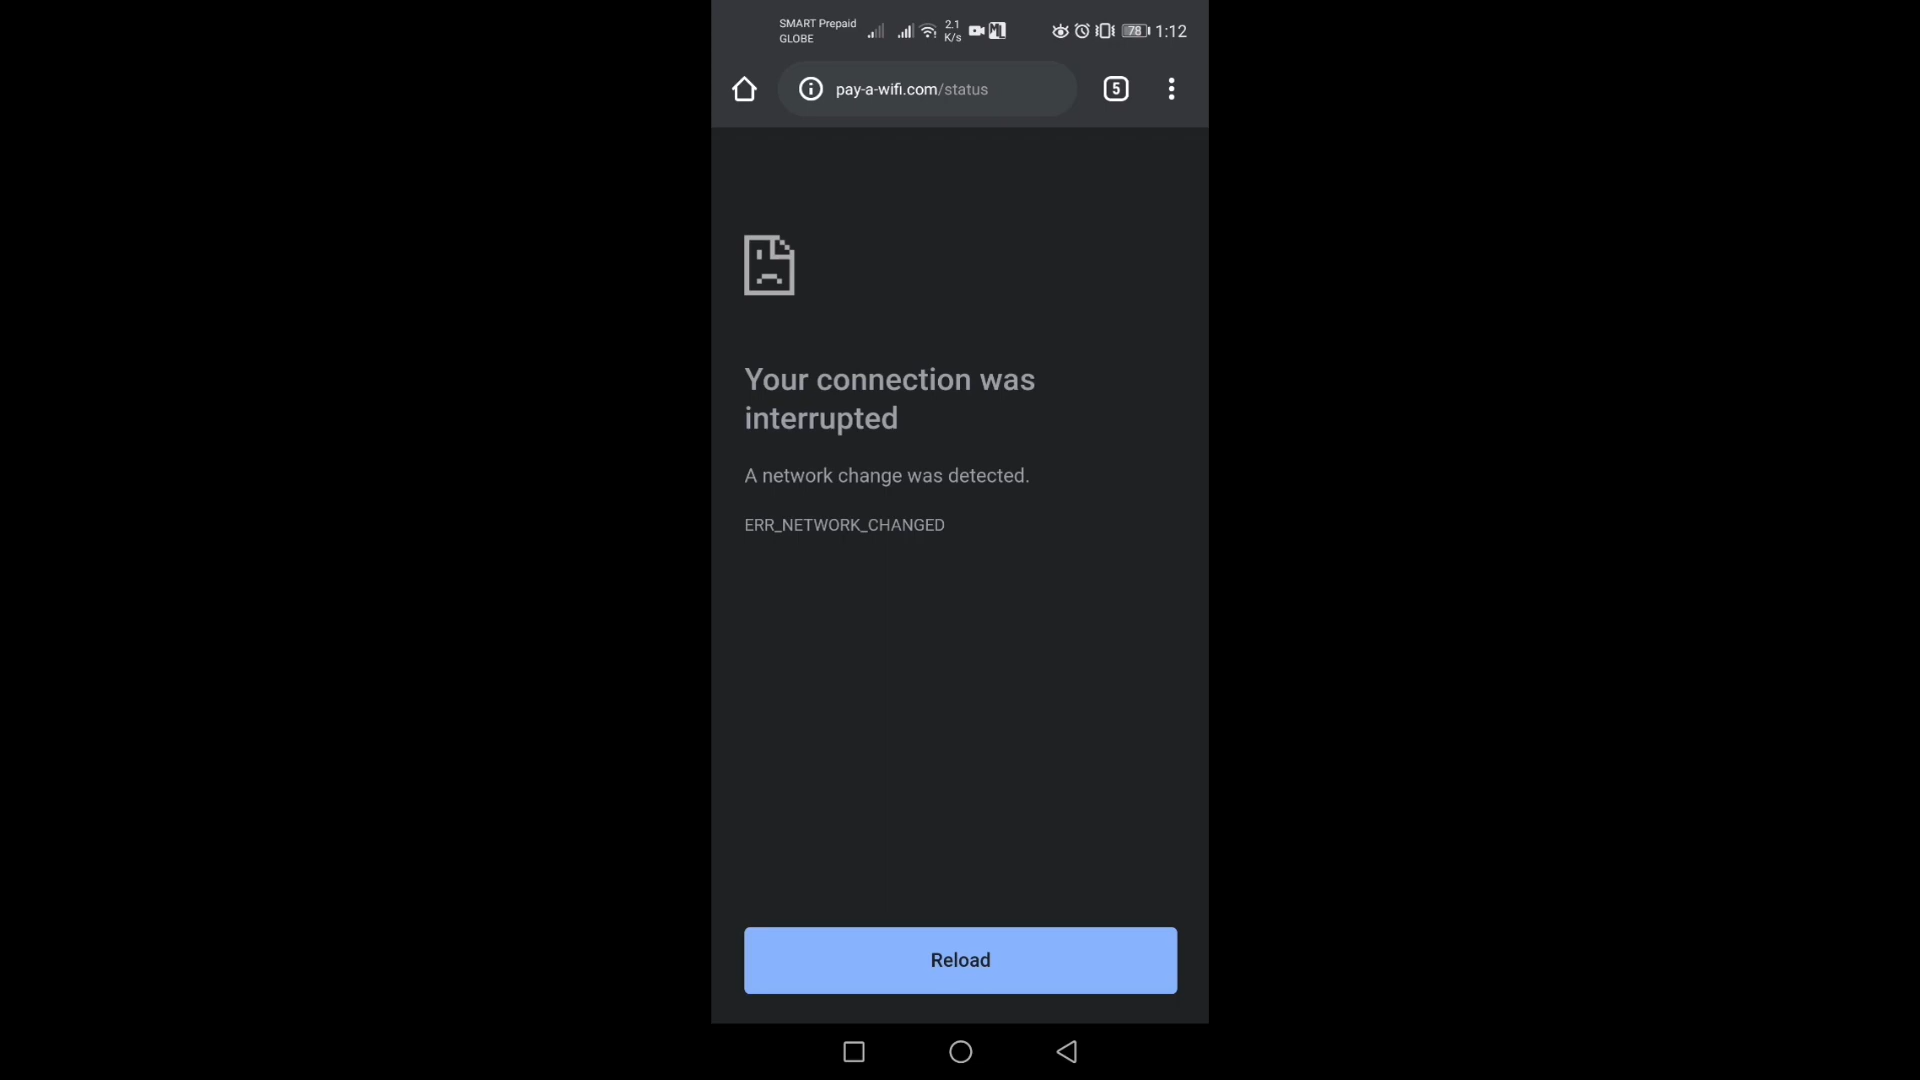 SMART Prepaid
GLOBE
2.1
K/s
78
1:12
pay-a-wifi.com/status
5
Your connection was
interrupted
A network change was detected.
ERR_NETWORK_CHANGED
Reload